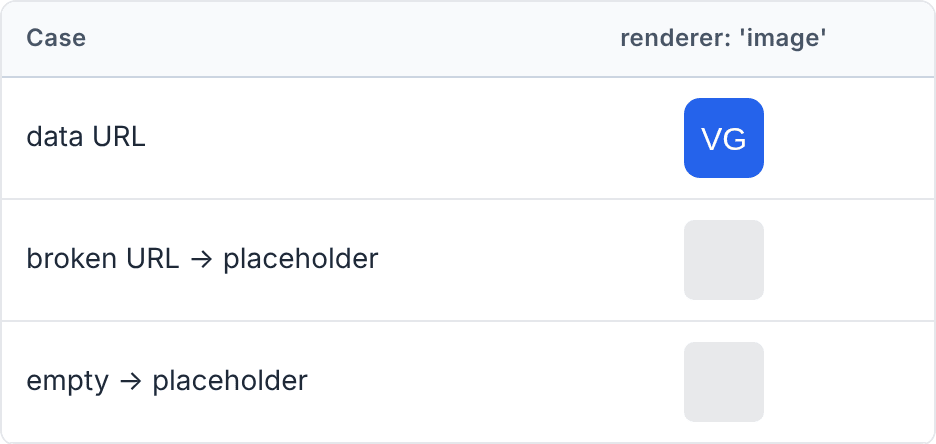 Case renderer: 'image'
data URL VG
broken URL → placeholder
empty → placeholder